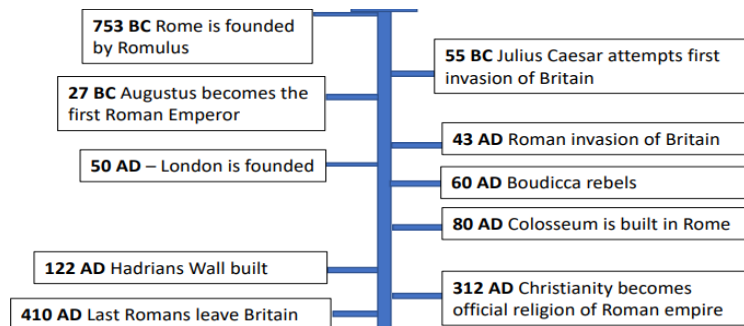 753 BC Rome is founded
by Romulus
55 BC Julius Caesar attempts first
invasion of Britain
27 BC Augustus becomes the
first Roman Emperor
43 AD Roman invasion of Britain
50 AD – London is founded
60 AD Boudicca rebels
80 AD Colosseum is built in Rome
122 AD Hadrians Wall built
312 AD Christianity becomes
official religion of Roman empire
410 AD Last Romans leave Britain